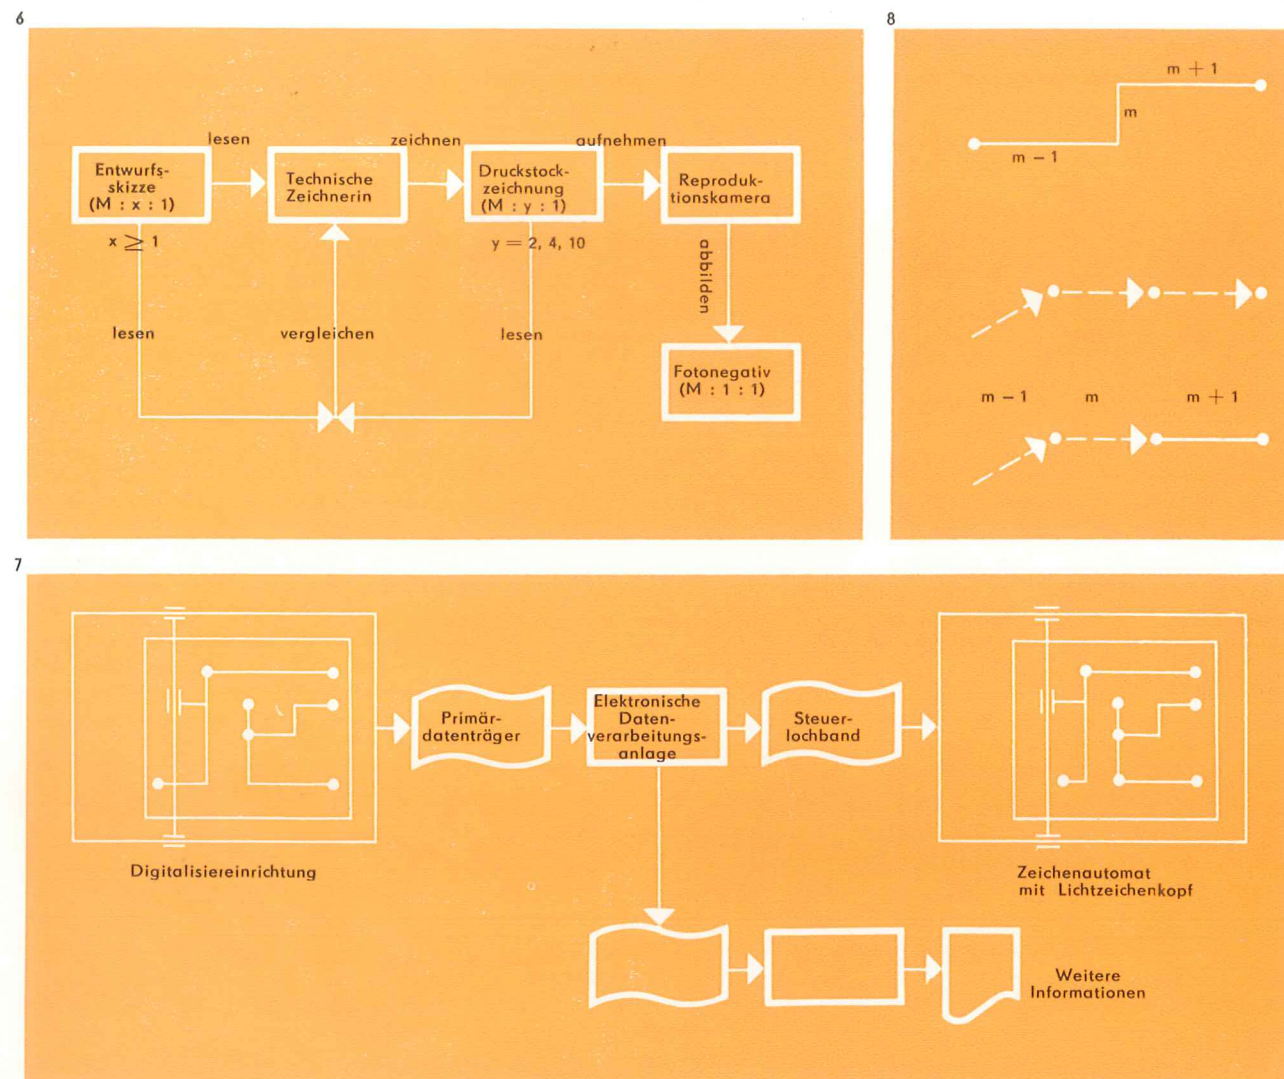 6
lesen
zeichnen
aufnehmen
Entwurfs-
skizze
(M : x : 1)
Technische
Zeichnerin
Druckstock-
zeichnung
(M : y : 1)
Reproduk-
tionskamera
x ≥ 1
y = 2, 4, 10
abbilden
lesen
vergleichen
lesen
Fotonegativ
(M : 1 : 1)
8
m + 1
m
m − 1
m − 1
m
m + 1
7
Primär-
datenträger
Elektronische
Daten-
verarbeitungs-
anlage
Steuer-
lochband
Digitalisiereinrichtung
Zeichenautomat
mit Lichtzeichenkopf
Weitere
Informationen